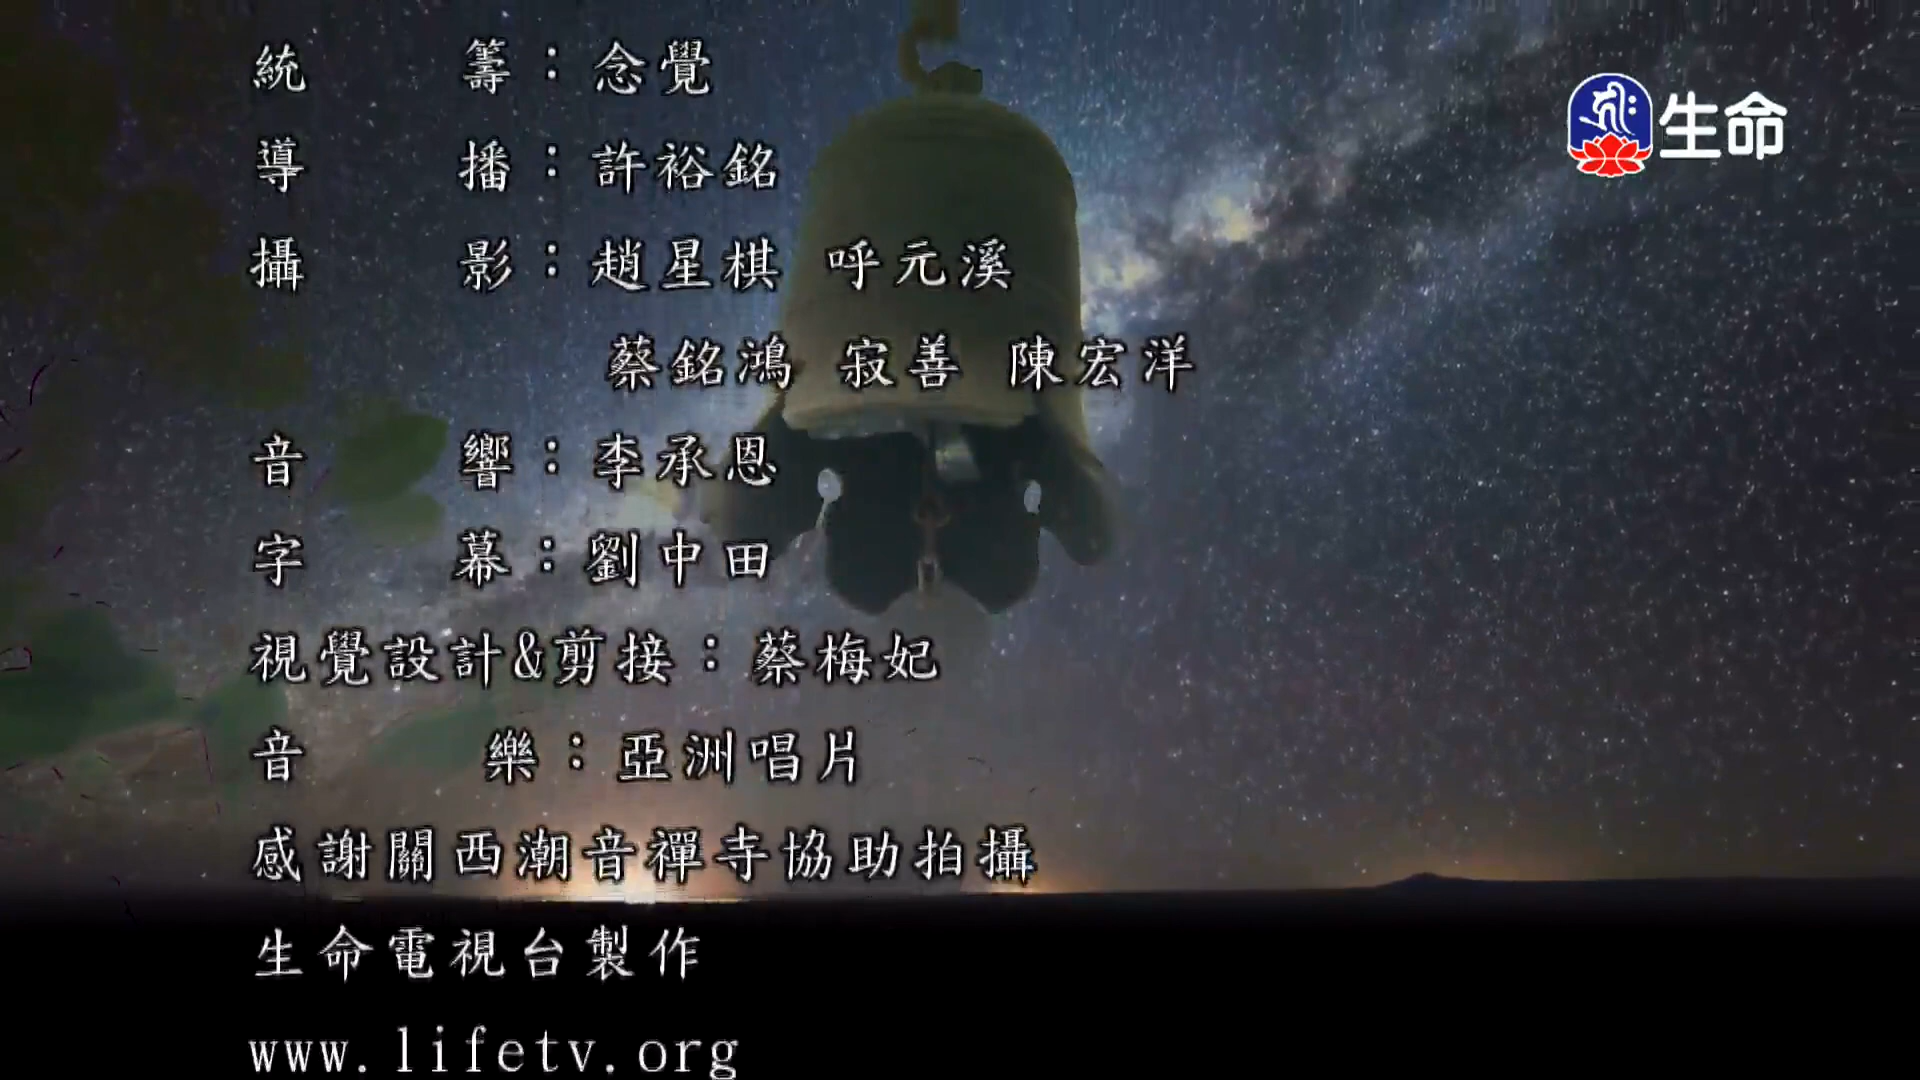 統　　籌：念覺
生命
導　　播：許裕銘
攝　　影：趙星棋 呼元溪
蔡銘鴻 寂善 陳宏洋
音　　響：李承恩
字　　幕：劉中田
視覺設計&剪接：蔡梅妃
音　　樂：亞洲唱片
感謝關西潮音禪寺協助拍攝
生命電視台製作
www.lifetv.org